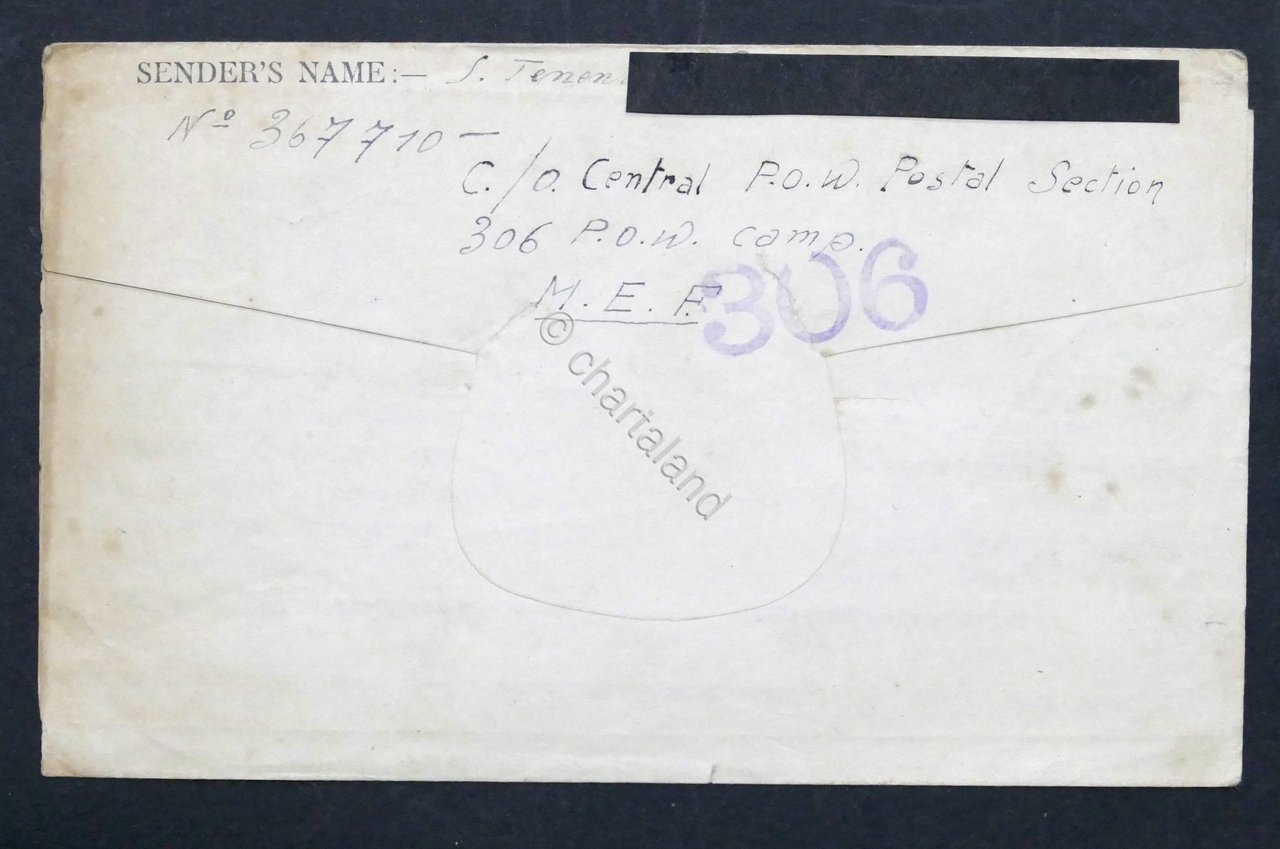 SENDER'S NAME:— S. Tenen
Nº 367710 —
C./o. Central P.O.W. Postal Section
306 P.O.W. camp.
M. E. F.
306
© chartaland